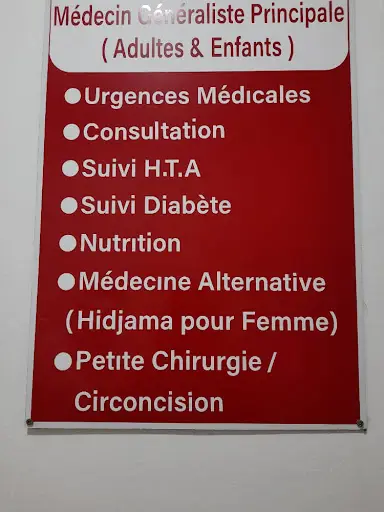 Médecin Généraliste Principale
( Adultes & Enfants )
●Urgences Médicales
●Consultation
●Suivi H.T.A
●Suivi Diabète
●Nutrition
●Médecine Alternative
(Hidjama pour Femme)
●Petite Chirurgie /
Circoncision